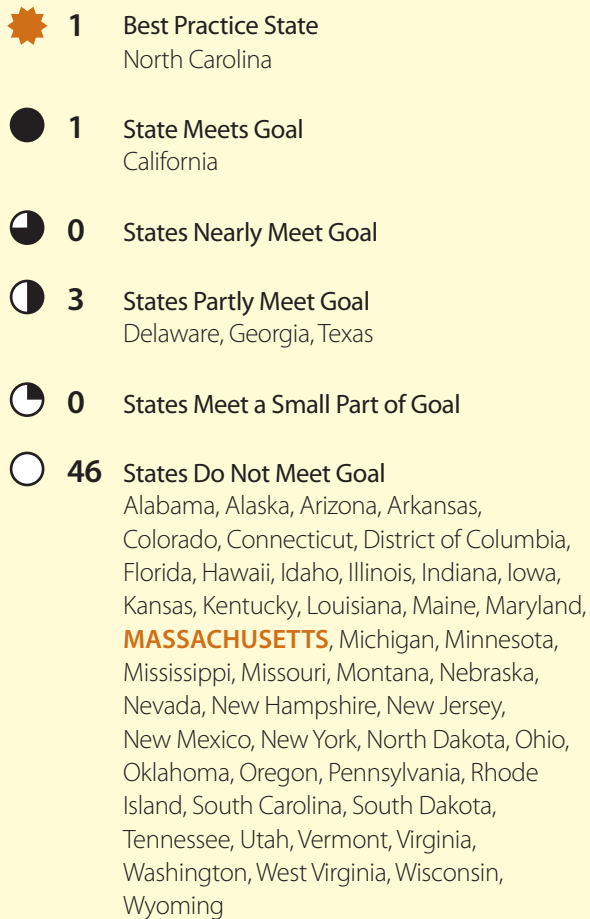 1 Best Practice State
North Carolina
1 State Meets Goal
California
0 States Nearly Meet Goal
3 States Partly Meet Goal
Delaware, Georgia, Texas
0 States Meet a Small Part of Goal
46 States Do Not Meet Goal
Alabama, Alaska, Arizona, Arkansas,
Colorado, Connecticut, District of Columbia,
Florida, Hawaii, Idaho, Illinois, Indiana, Iowa,
Kansas, Kentucky, Louisiana, Maine, Maryland,
MASSACHUSETTS, Michigan, Minnesota,
Mississippi, Missouri, Montana, Nebraska,
Nevada, New Hampshire, New Jersey,
New Mexico, New York, North Dakota, Ohio,
Oklahoma, Oregon, Pennsylvania, Rhode
Island, South Carolina, South Dakota,
Tennessee, Utah, Vermont, Virginia,
Washington, West Virginia, Wisconsin,
Wyoming